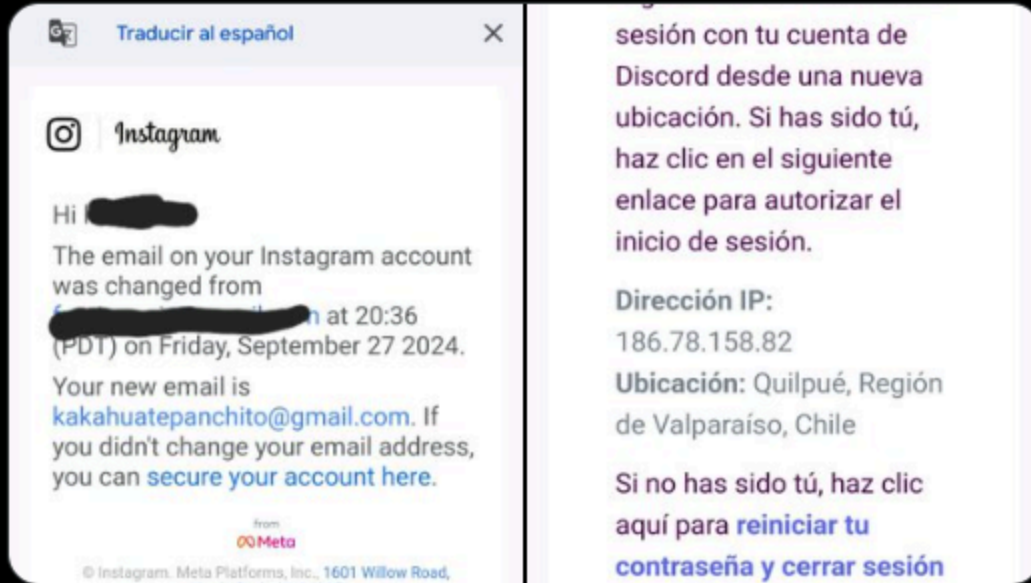 Traducir al español
Instagram
Hi
The email on your Instagram account
was changed from
at 20:36
(PDT) on Friday, September 27 2024.
Your new email is
kakahuatepanchito@gmail.com. If
you didn't change your email address,
you can secure your account here.
from
Meta
© Instagram. Meta Platforms, Inc., 1601 Willow Road,
sesión con tu cuenta de
Discord desde una nueva
ubicación. Si has sido tú,
haz clic en el siguiente
enlace para autorizar el
inicio de sesión.
Dirección IP:
186.78.158.82
Ubicación: Quilpué, Región
de Valparaíso, Chile
Si no has sido tú, haz clic
aquí para reiniciar tu
contraseña y cerrar sesión